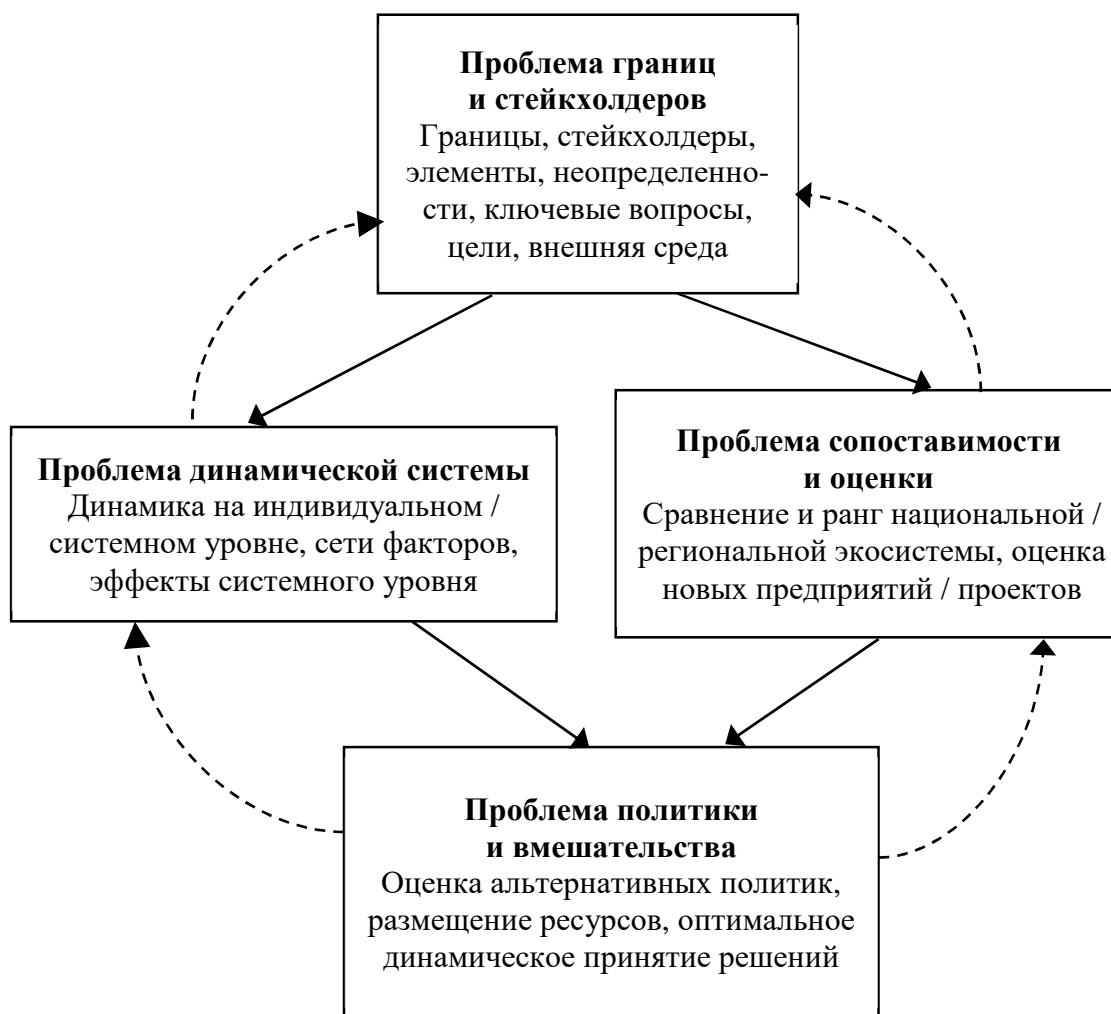 Проблема границ
и стейкхолдеров
Границы, стейкхолдеры,
элементы, неопределенно-
сти, ключевые вопросы,
цели, внешняя среда
Проблема динамической системы
Динамика на индивидуальном /
системном уровне, сети факторов,
эффекты системного уровня
Проблема сопоставимости
и оценки
Сравнение и ранг национальной /
региональной экосистемы, оценка
новых предприятий / проектов
Проблема политики
и вмешательства
Оценка альтернативных политик,
размещение ресурсов, оптимальное
динамическое принятие решений